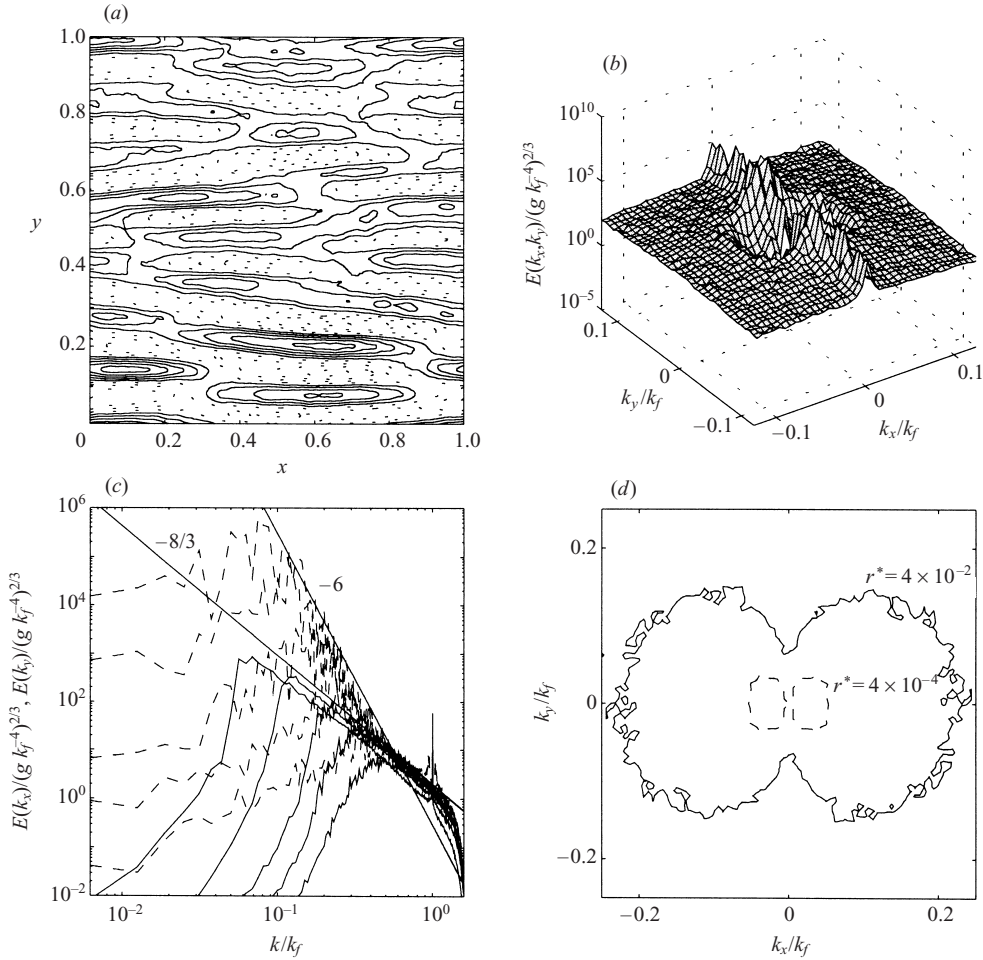 (a)
1.0
0.8
0.6
0.4
0.2
y
0 0.2 0.4 0.6 0.8 1.0
x
(b)
10^10
10^5
10^0
10^–5
E(k_x,k_y)/(g k_f^–4)^2/3
0.1
0
–0.1
k_y/k_f
–0.1
0
0.1
k_x/k_f
(c)
10^6
10^4
10^2
10^0
10^–2
E(k_x)/(g k_f^–4)^2/3, E(k_y)/(g k_f^–4)^2/3
–8/3
–6
10^–2 10^–1 10^0
k/k_f
(d)
0.2
0
–0.2
k_y/k_f
r* = 4 × 10^–2
r* = 4 × 10^–4
–0.2 0 0.2
k_x/k_f